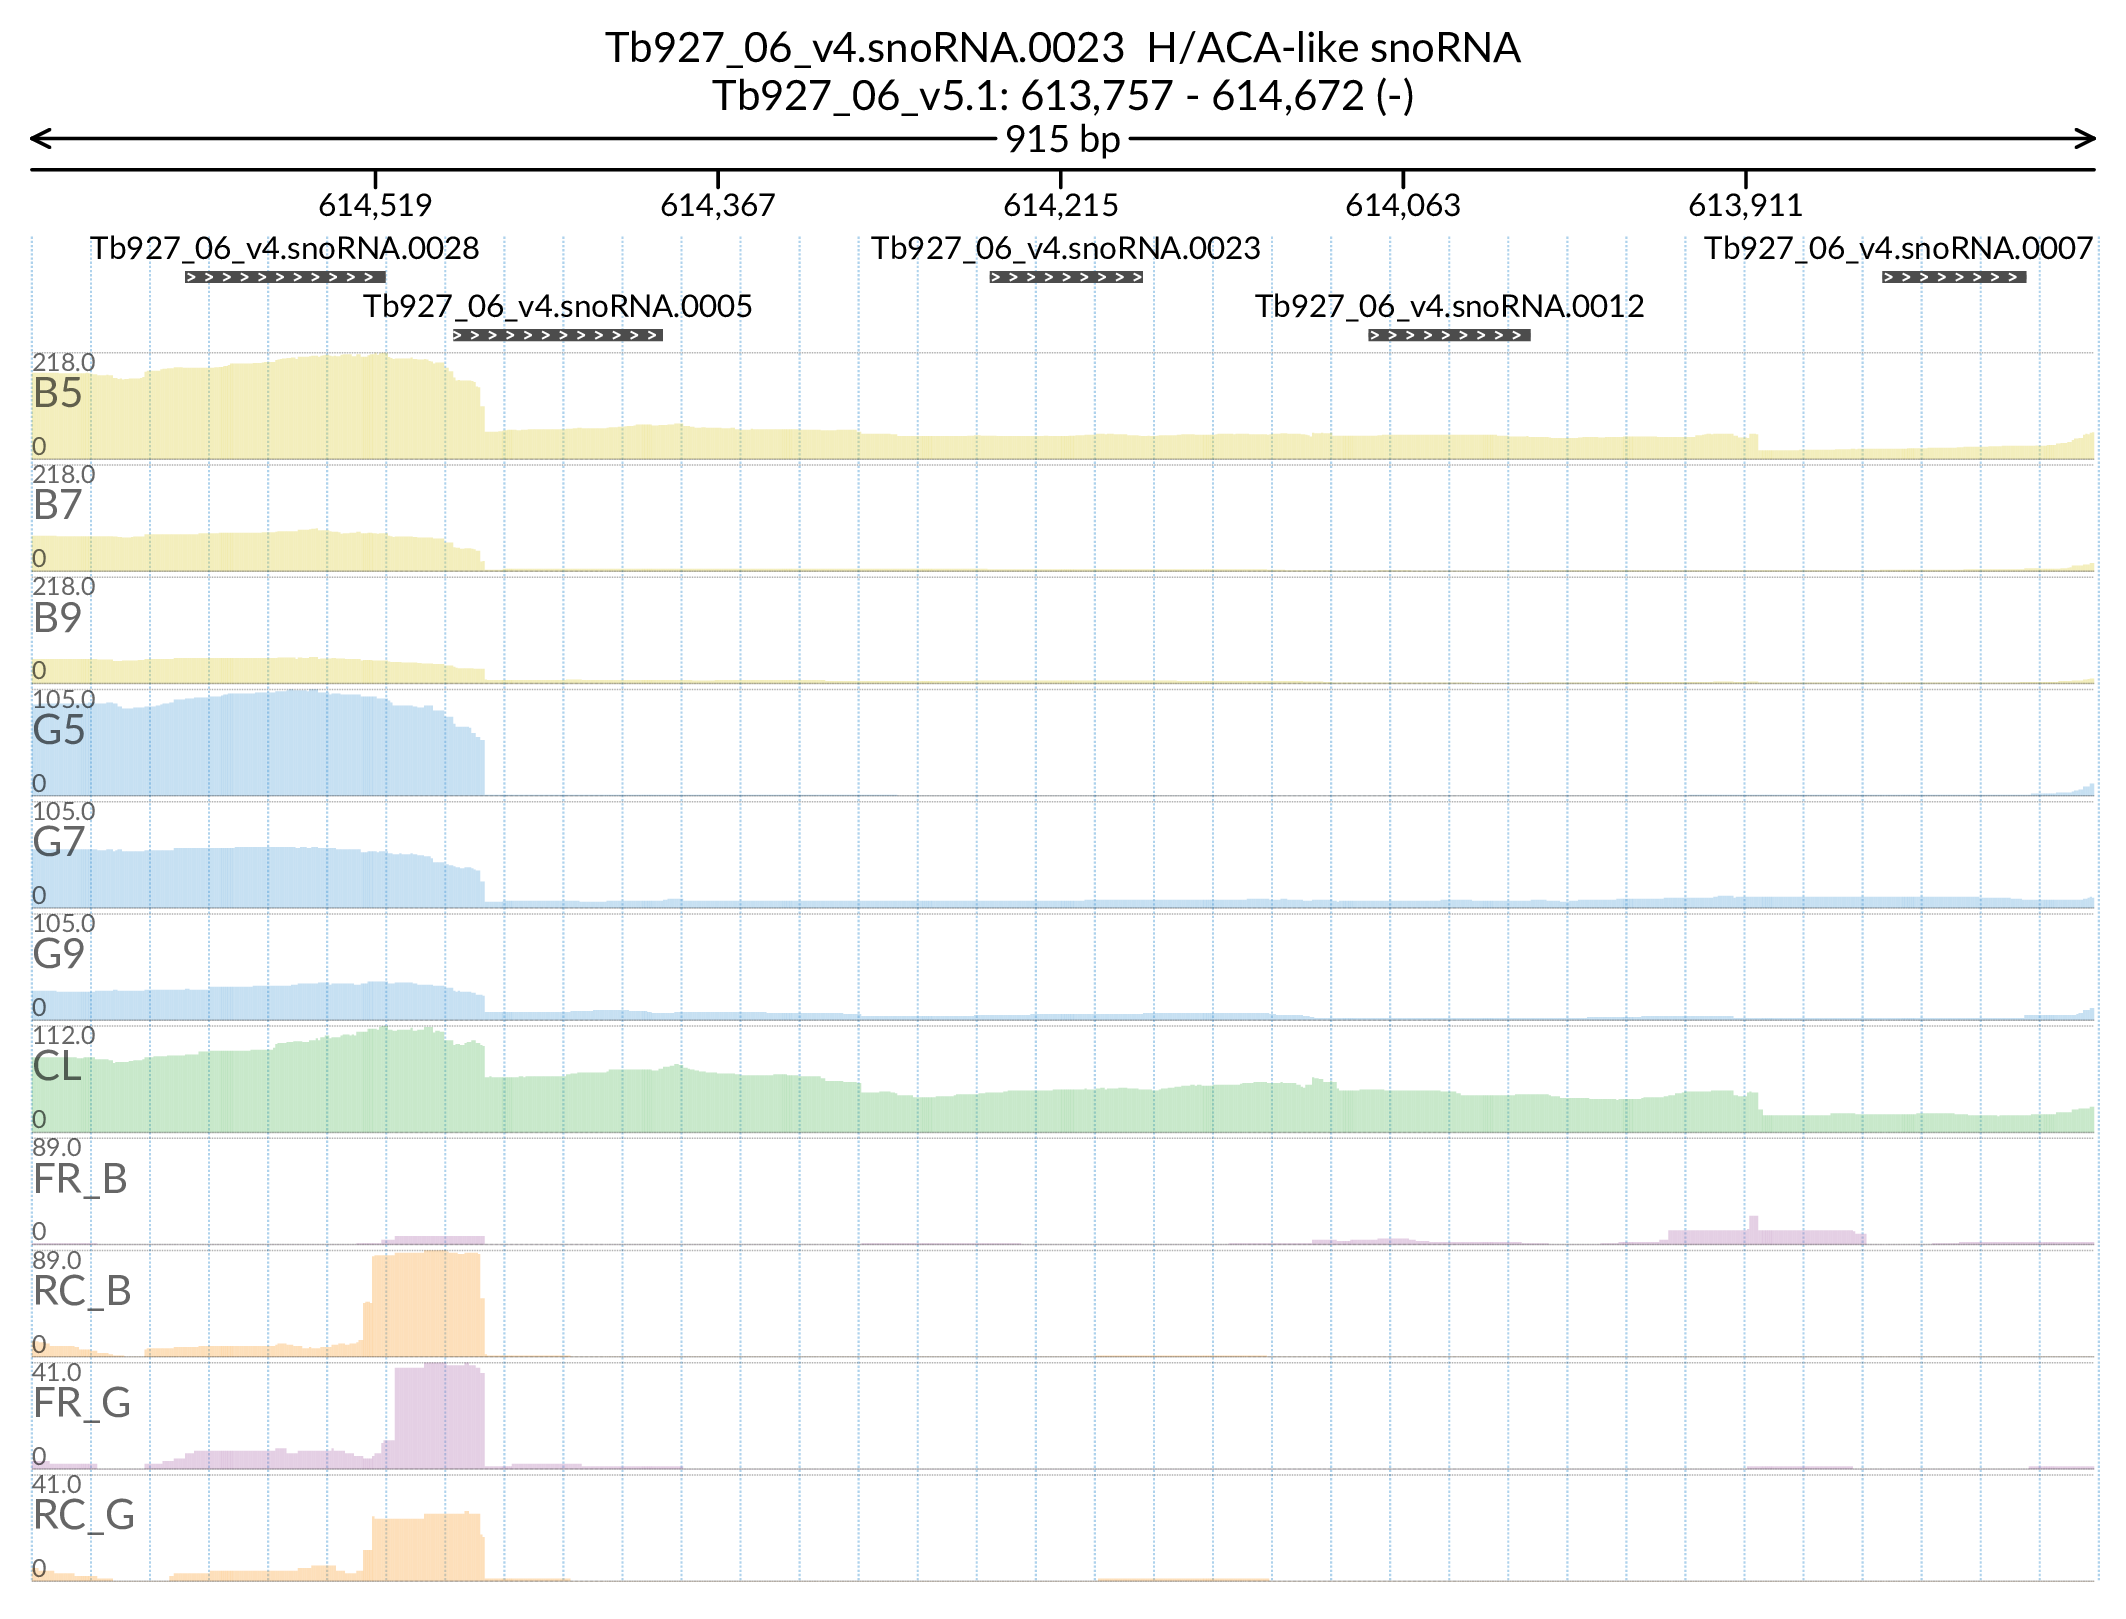 Tb927_06_v4.snoRNA.0023  H/ACA-like snoRNA
Tb927_06_v5.1: 613,757 - 614,672 (-)
915 bp
614,519 614,367 614,215 614,063 613,911
Tb927_06_v4.snoRNA.0028 Tb927_06_v4.snoRNA.0023 Tb927_06_v4.snoRNA.0007
Tb927_06_v4.snoRNA.0005 Tb927_06_v4.snoRNA.0012
218.0
B5
0
218.0
B7
0
218.0
B9
0
105.0
G5
0
105.0
G7
0
105.0
G9
0
112.0
CL
0
89.0
FR_B
0
89.0
RC_B
0
41.0
FR_G
0
41.0
RC_G
0